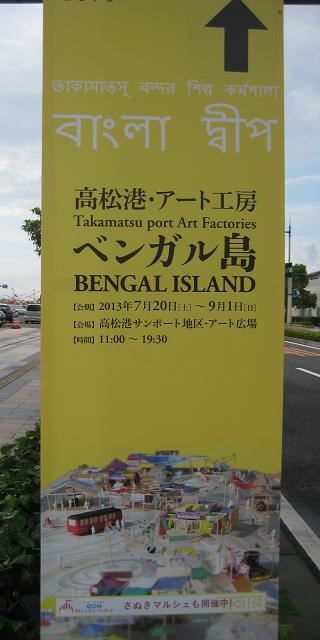 তাকামাৎসু বন্দর শিল্প কর্মশালা
বাংলা দ্বীপ
高松港・アート工房
Takamatsu port Art Factories
ベンガル島
BENGAL ISLAND
【会期】2013年7月20日[土]〜9月1日[日]
【会場】高松港サンポート地区・アート広場
【時間】11:00〜19:30
さぬきマルシェも開催中!